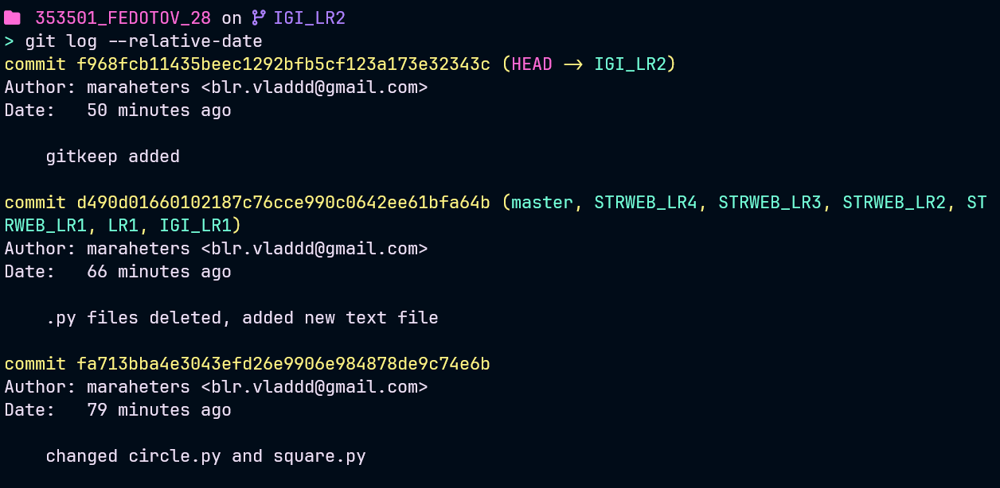 353501_FEDOTOV_28 on IGI_LR2
> git log --relative-date
commit f968fcb11435beec1292bfb5cf123a173e32343c (HEAD -> IGI_LR2)
Author: maraheters <blr.vladdd@gmail.com>
Date:   50 minutes ago
gitkeep added
commit d490d01660102187c76cce990c0642ee61bfa64b (master, STRWEB_LR4, STRWEB_LR3, STRWEB_LR2, ST
RWEB_LR1, LR1, IGI_LR1)
Author: maraheters <blr.vladdd@gmail.com>
Date:   66 minutes ago
.py files deleted, added new text file
commit fa713bba4e3043efd26e9906e984878de9c74e6b
Author: maraheters <blr.vladdd@gmail.com>
Date:   79 minutes ago
changed circle.py and square.py